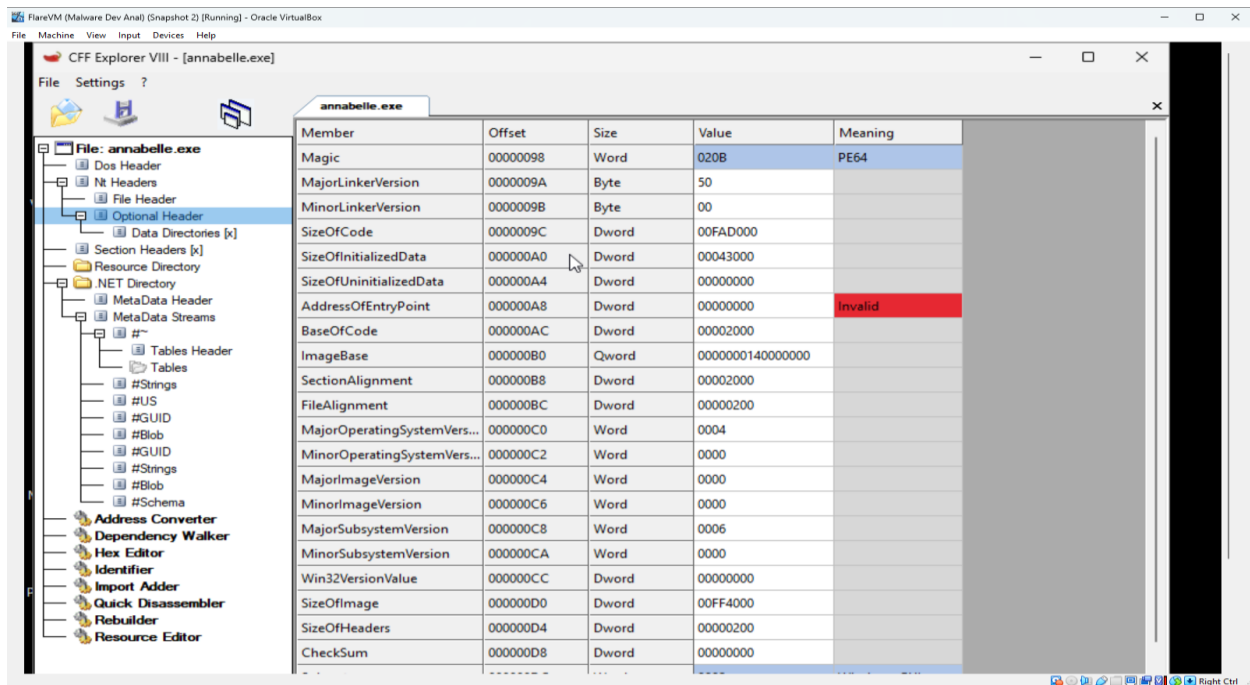 FlareVM (Malware Dev Anal) (Snapshot 2) [Running] - Oracle VirtualBox
File Machine View Input Devices Help
CFF Explorer VIII - [annabelle.exe]
File Settings ?
annabelle.exe
File: annabelle.exe
Dos Header
Nt Headers
File Header
Optional Header
Data Directories [x]
Section Headers [x]
Resource Directory
.NET Directory
MetaData Header
MetaData Streams
#~
Tables Header
Tables
#Strings
#US
#GUID
#Blob
#GUID
#Strings
#Blob
#Schema
Address Converter
Dependency Walker
Hex Editor
Identifier
Import Adder
Quick Disassembler
Rebuilder
Resource Editor
Member Offset Size Value Meaning
Magic 00000098 Word 020B PE64
MajorLinkerVersion 0000009A Byte 50
MinorLinkerVersion 0000009B Byte 00
SizeOfCode 0000009C Dword 00FAD000
SizeOfInitializedData 000000A0 Dword 00043000
SizeOfUninitializedData 000000A4 Dword 00000000
AddressOfEntryPoint 000000A8 Dword 00000000 Invalid
BaseOfCode 000000AC Dword 00002000
ImageBase 000000B0 Qword 0000000140000000
SectionAlignment 000000B8 Dword 00002000
FileAlignment 000000BC Dword 00000200
MajorOperatingSystemVers... 000000C0 Word 0004
MinorOperatingSystemVers... 000000C2 Word 0000
MajorImageVersion 000000C4 Word 0000
MinorImageVersion 000000C6 Word 0000
MajorSubsystemVersion 000000C8 Word 0006
MinorSubsystemVersion 000000CA Word 0000
Win32VersionValue 000000CC Dword 00000000
SizeOfImage 000000D0 Dword 00FF4000
SizeOfHeaders 000000D4 Dword 00000200
CheckSum 000000D8 Dword 00000000
Right Ctrl